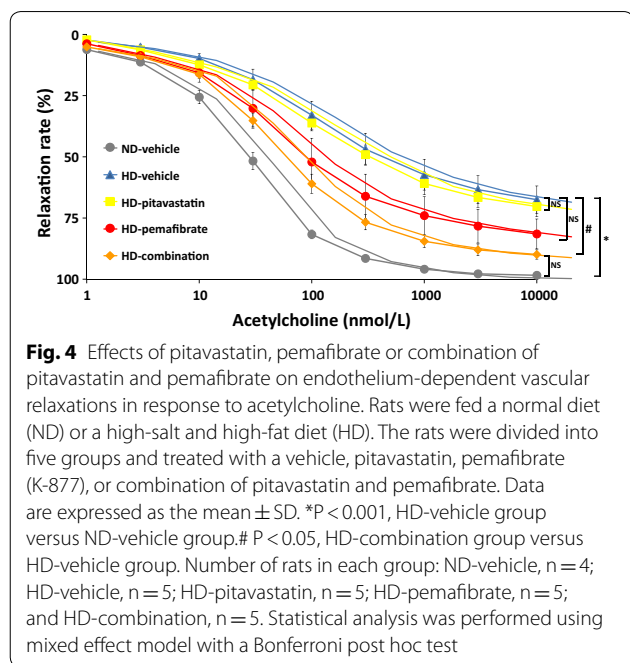 0
25
50
75
100
Relaxation rate (%)
ND-vehicle
HD-vehicle
HD-pitavastatin
HD-pemafibrate
HD-combination
NS
NS
#
*
NS
1 10 100 1000 10000
Acetylcholine (nmol/L)
Fig. 4 Effects of pitavastatin, pemafibrate or combination of
pitavastatin and pemafibrate on endothelium-dependent vascular
relaxations in response to acetylcholine. Rats were fed a normal diet
(ND) or a high-salt and high-fat diet (HD). The rats were divided into
five groups and treated with a vehicle, pitavastatin, pemafibrate
(K-877), or combination of pitavastatin and pemafibrate. Data
are expressed as the mean ± SD. *P < 0.001, HD-vehicle group
versus ND-vehicle group.# P < 0.05, HD-combination group versus
HD-vehicle group. Number of rats in each group: ND-vehicle, n = 4;
HD-vehicle, n = 5; HD-pitavastatin, n = 5; HD-pemafibrate, n = 5;
and HD-combination, n = 5. Statistical analysis was performed using
mixed effect model with a Bonferroni post hoc test